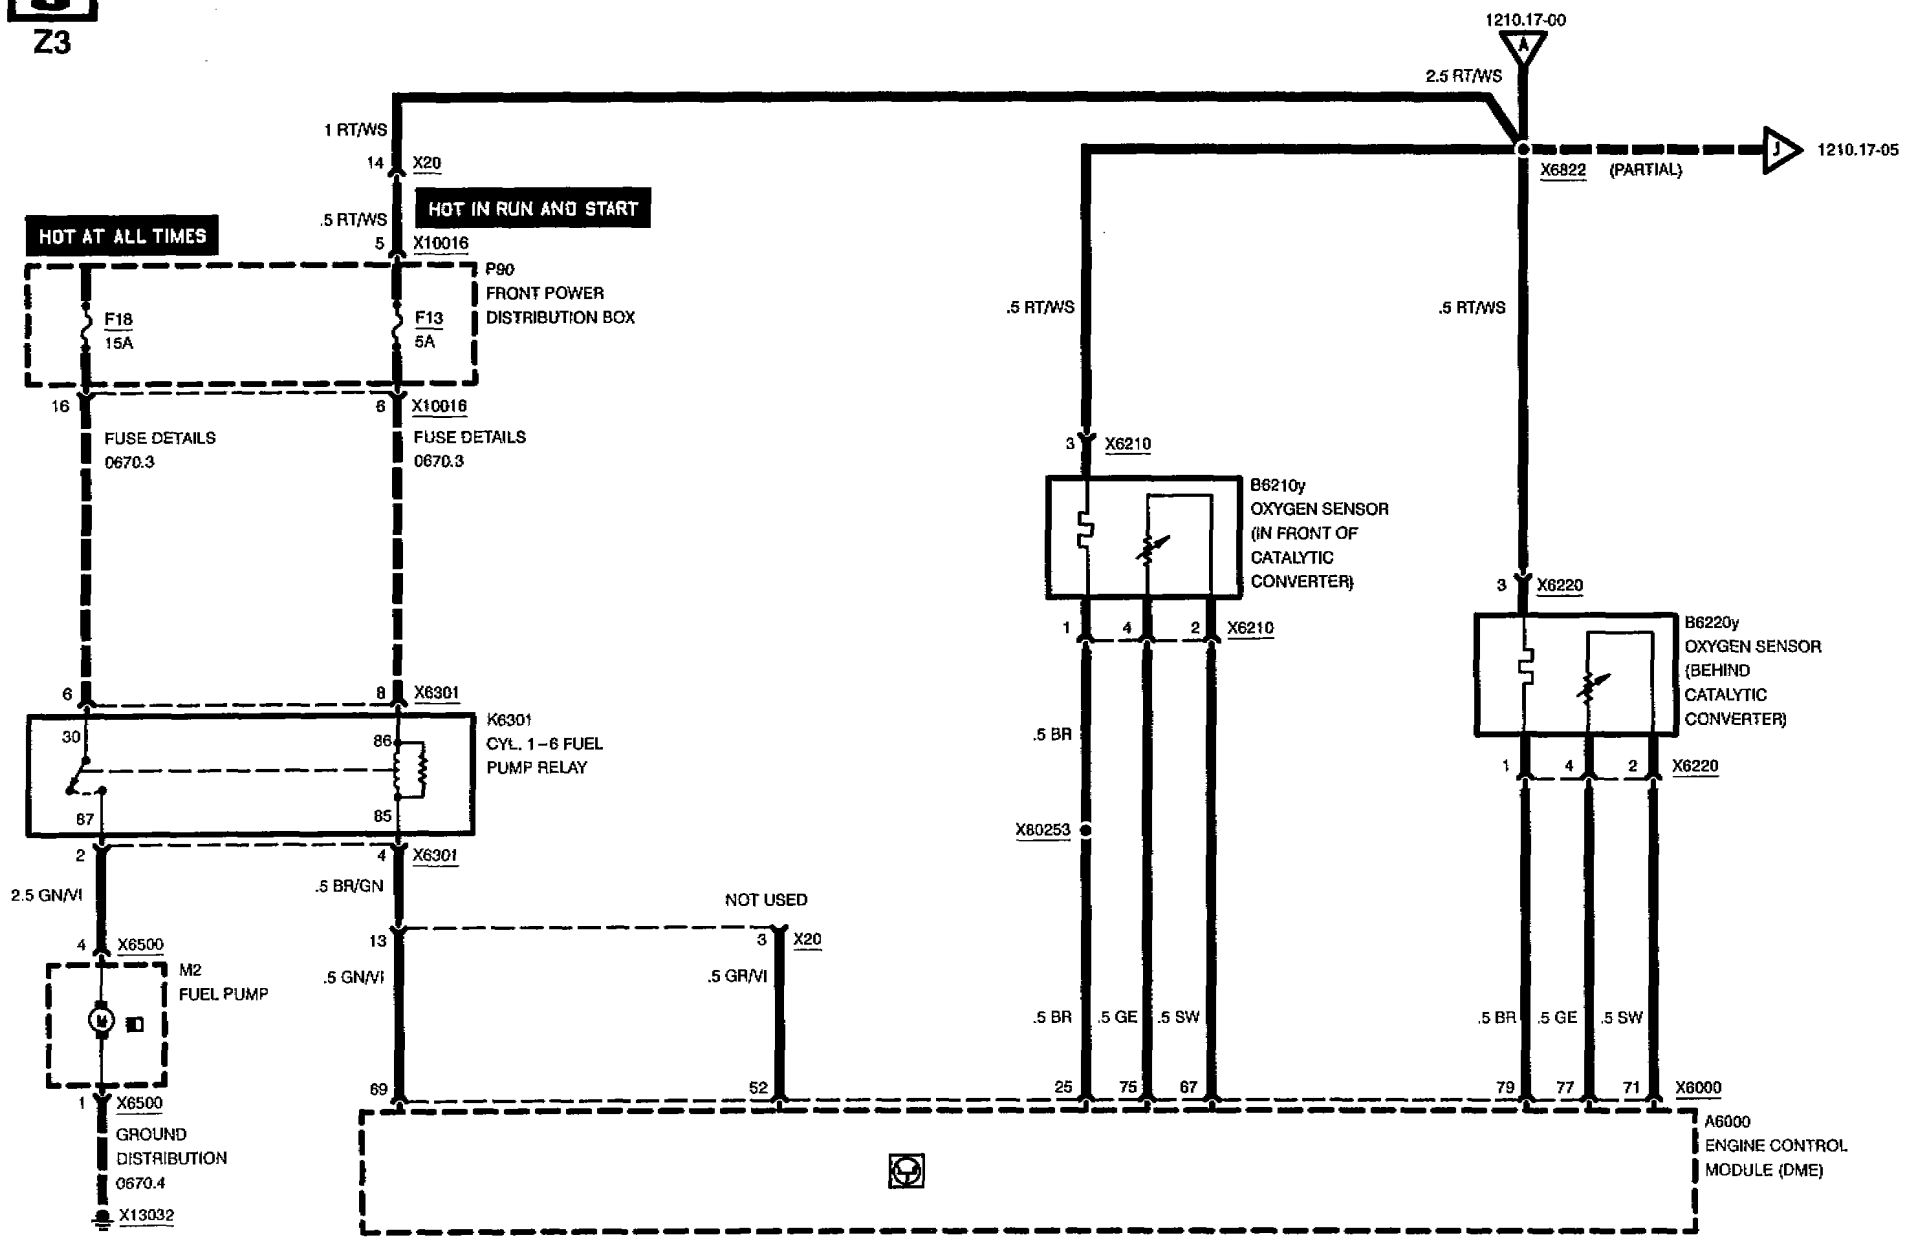 Z3
1210.17-00
A
2.5 RT/WS
1 RT/WS
14 X20
J 1210.17-05
X6822 (PARTIAL)
HOT IN RUN AND START
.5 RT/WS
HOT AT ALL TIMES
5 X10016
P90
FRONT POWER
DISTRIBUTION BOX
F18
15A
F13
5A
.5 RT/WS
.5 RT/WS
16
6 X10016
FUSE DETAILS
0670.3
FUSE DETAILS
0670.3
3 X6210
B6210y
OXYGEN SENSOR
(IN FRONT OF
CATALYTIC
CONVERTER)
3 X6220
1 4 2 X6210
B6220y
OXYGEN SENSOR
(BEHIND
CATALYTIC
CONVERTER)
6
8 X6301
K6301
CYL. 1-6 FUEL
PUMP RELAY
30
86
87
85
.5 BR
1 4 2 X6220
X80253
2
4 X6301
2.5 GN/VI
.5 BR/GN
NOT USED
13
3 X20
4 X6500
M2
FUEL PUMP
M
.5 GN/VI
.5 GR/VI
.5 BR .5 GE .5 SW
.5 BR .5 GE .5 SW
69
52
25 75 67
79 77 71 X6000
1 X6500
GROUND
DISTRIBUTION
0670.4
X13032
A6000
ENGINE CONTROL
MODULE (DME)